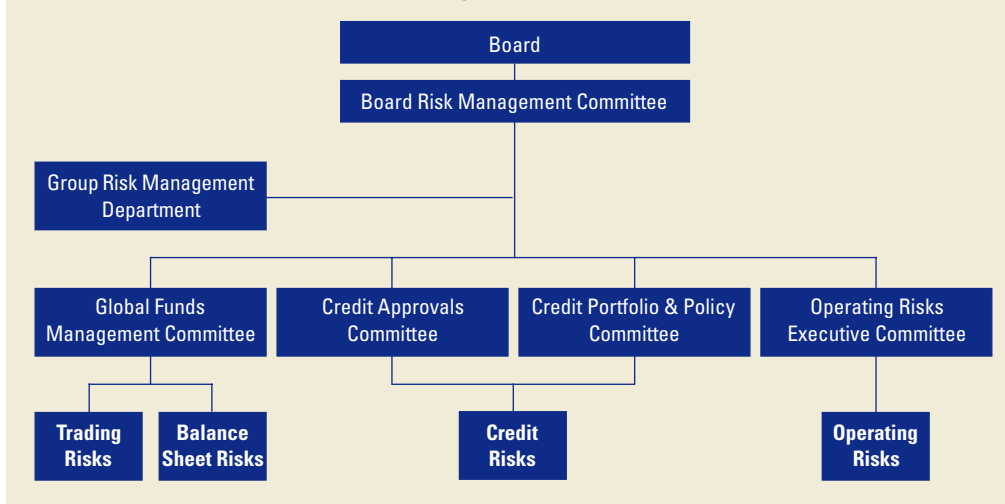 Board
Board Risk Management Committee
Group Risk Management
Department
Global Funds
Management Committee
Credit Approvals
Committee
Credit Portfolio & Policy
Committee
Operating Risks
Executive Committee
Trading
Risks
Balance
Sheet Risks
Credit
Risks
Operating
Risks